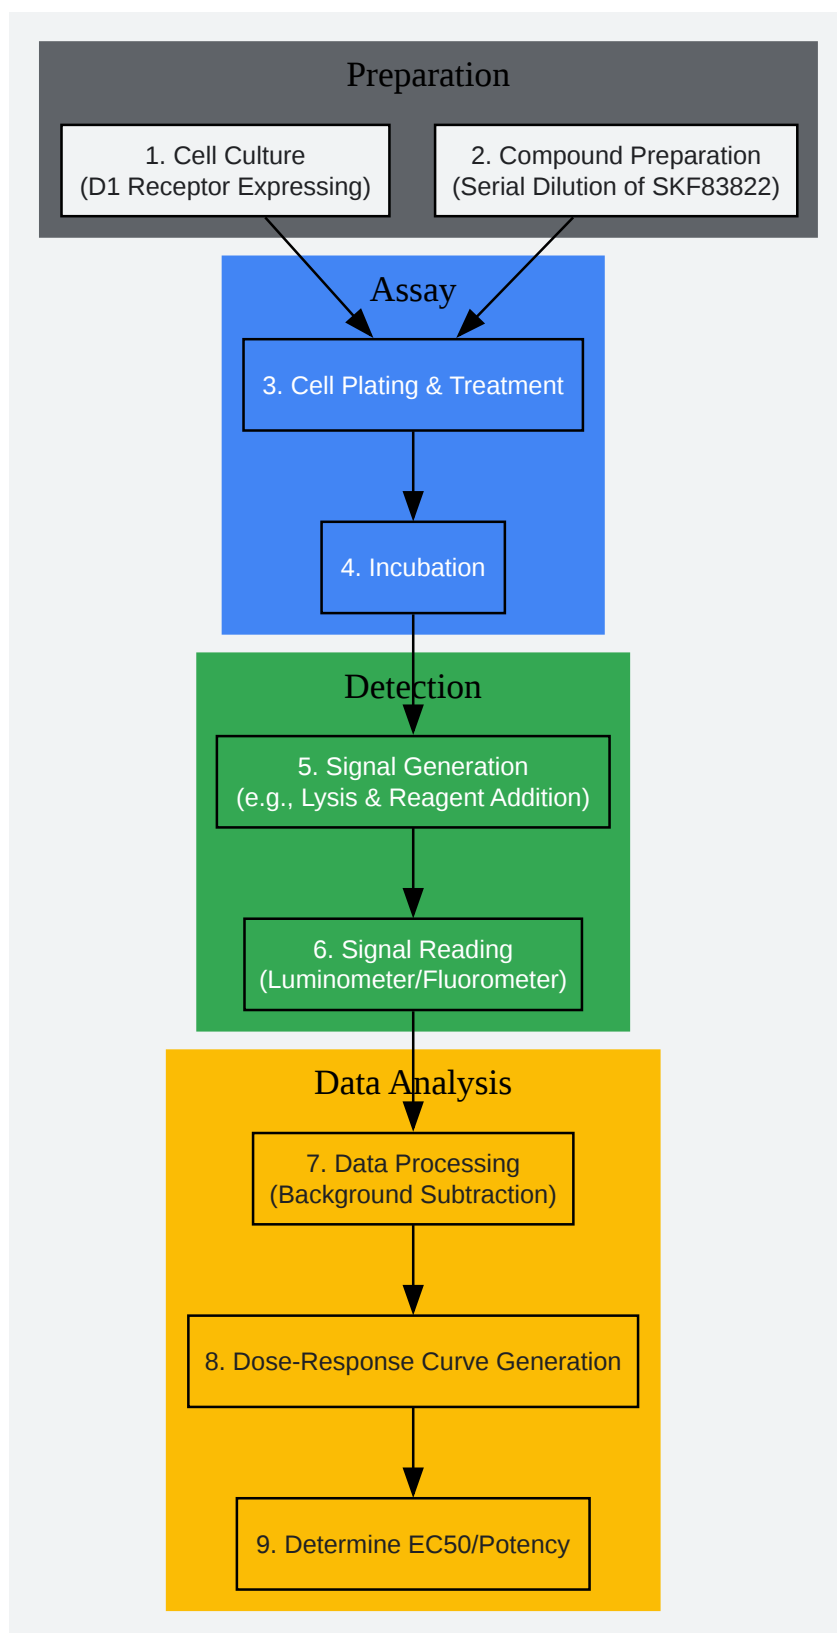 Preparation
1. Cell Culture
(D1 Receptor Expressing)
2. Compound Preparation
(Serial Dilution of SKF83822)
Assay
3. Cell Plating & Treatment
4. Incubation
Detection
5. Signal Generation
(e.g., Lysis & Reagent Addition)
6. Signal Reading
(Luminometer/Fluorometer)
Data Analysis
7. Data Processing
(Background Subtraction)
8. Dose-Response Curve Generation
9. Determine EC50/Potency